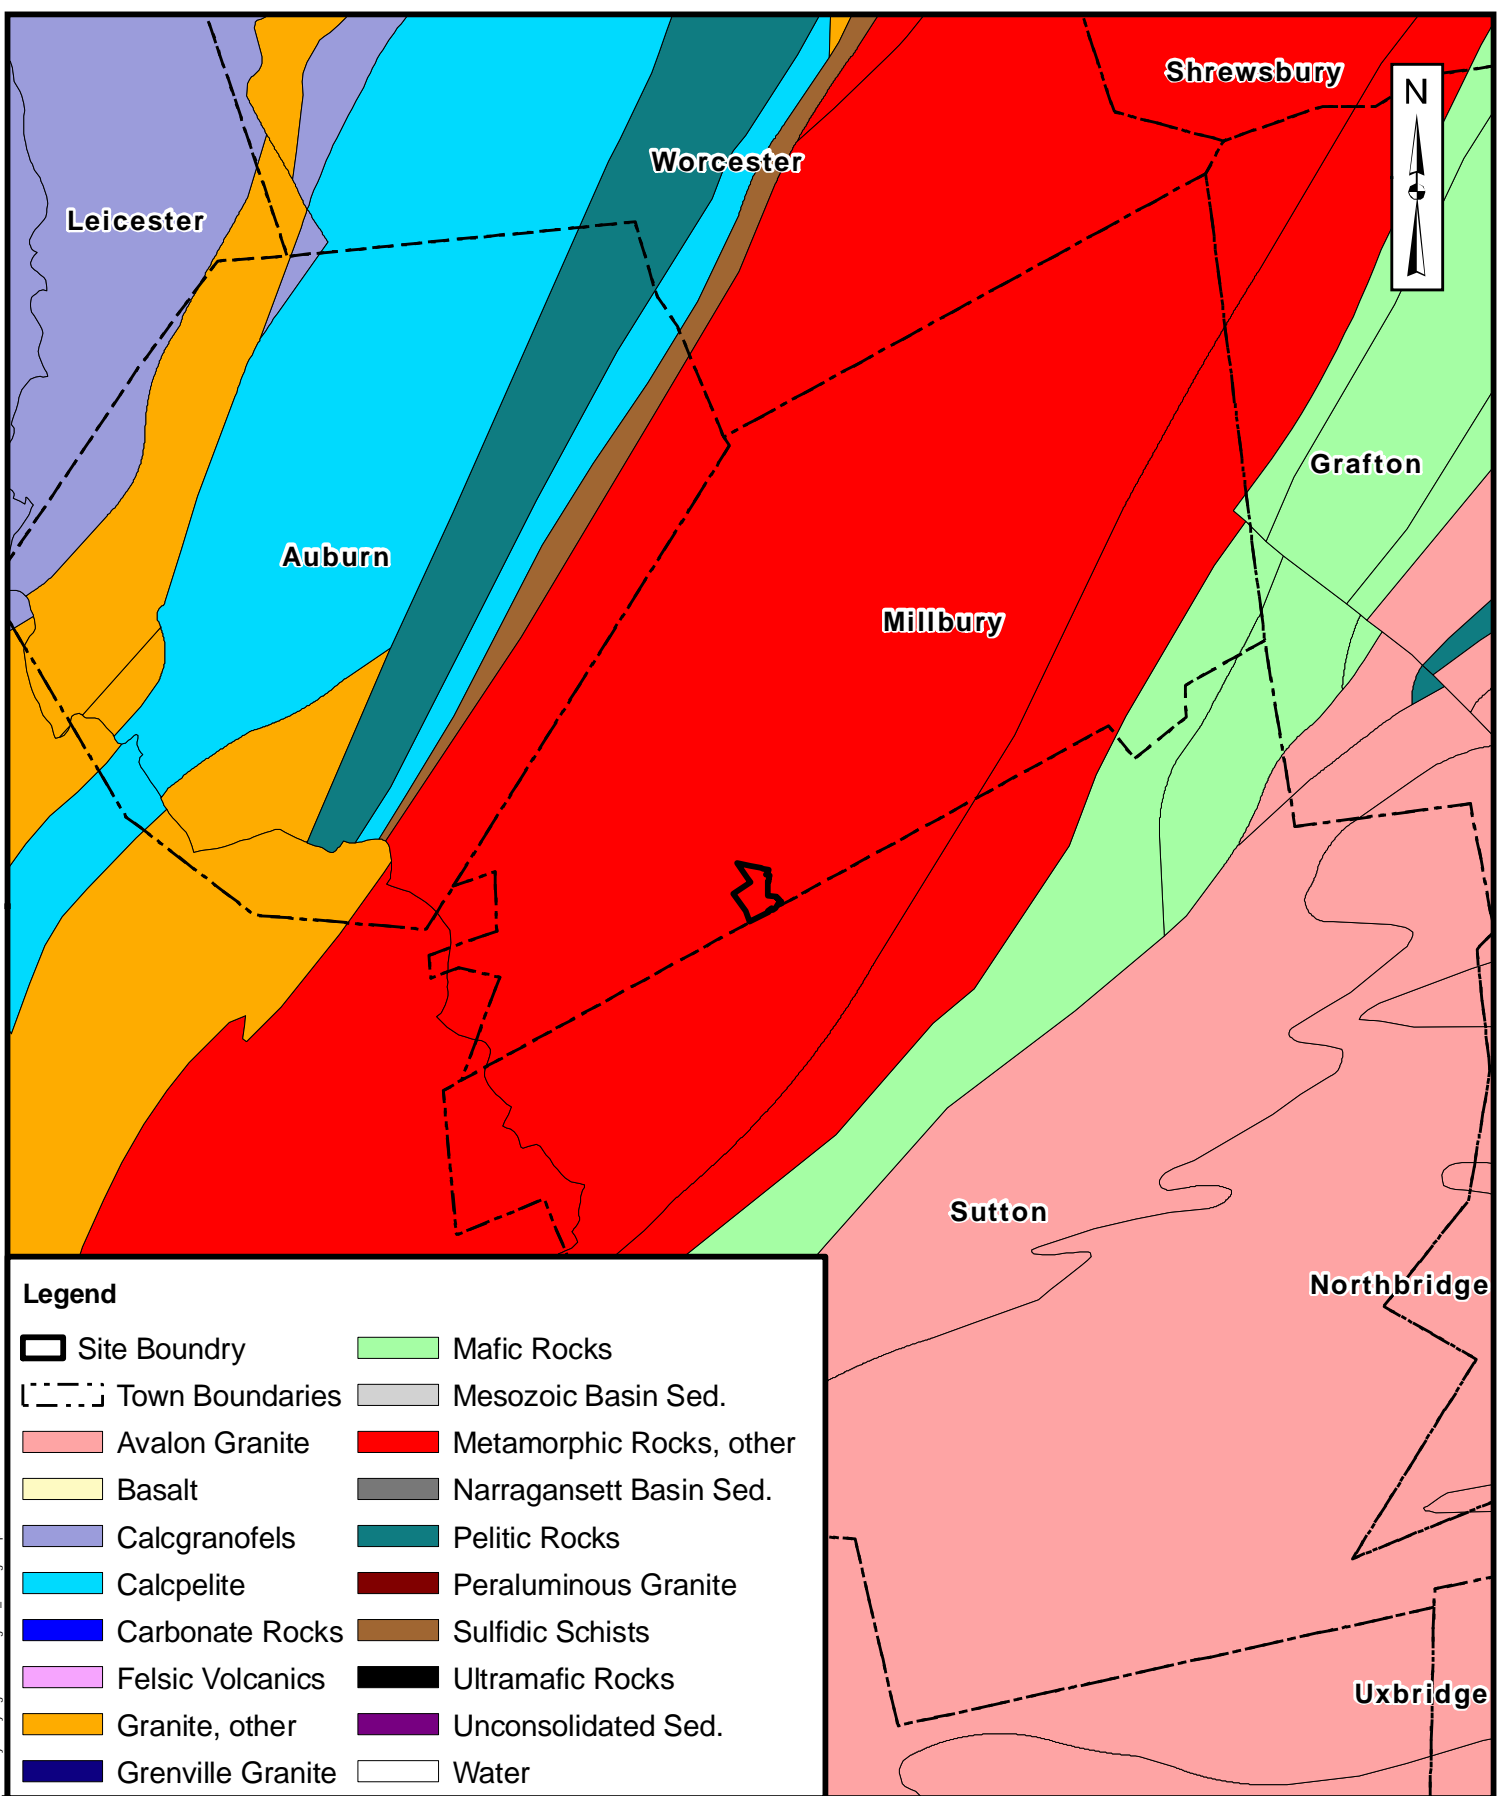 Shrewsbury
N
Worcester
Leicester
Grafton
Auburn
Millbury
Sutton
Northbridge
Uxbridge
Legend
Site Boundry
Town Boundaries
Avalon Granite
Basalt
Calcgranofels
Calcpelite
Carbonate Rocks
Felsic Volcanics
Granite, other
Grenville Granite
Mafic Rocks
Mesozoic Basin Sed.
Metamorphic Rocks, other
Narragansett Basin Sed.
Pelitic Rocks
Peraluminous Granite
Sulfidic Schists
Ultramafic Rocks
Unconsolidated Sed.
Water